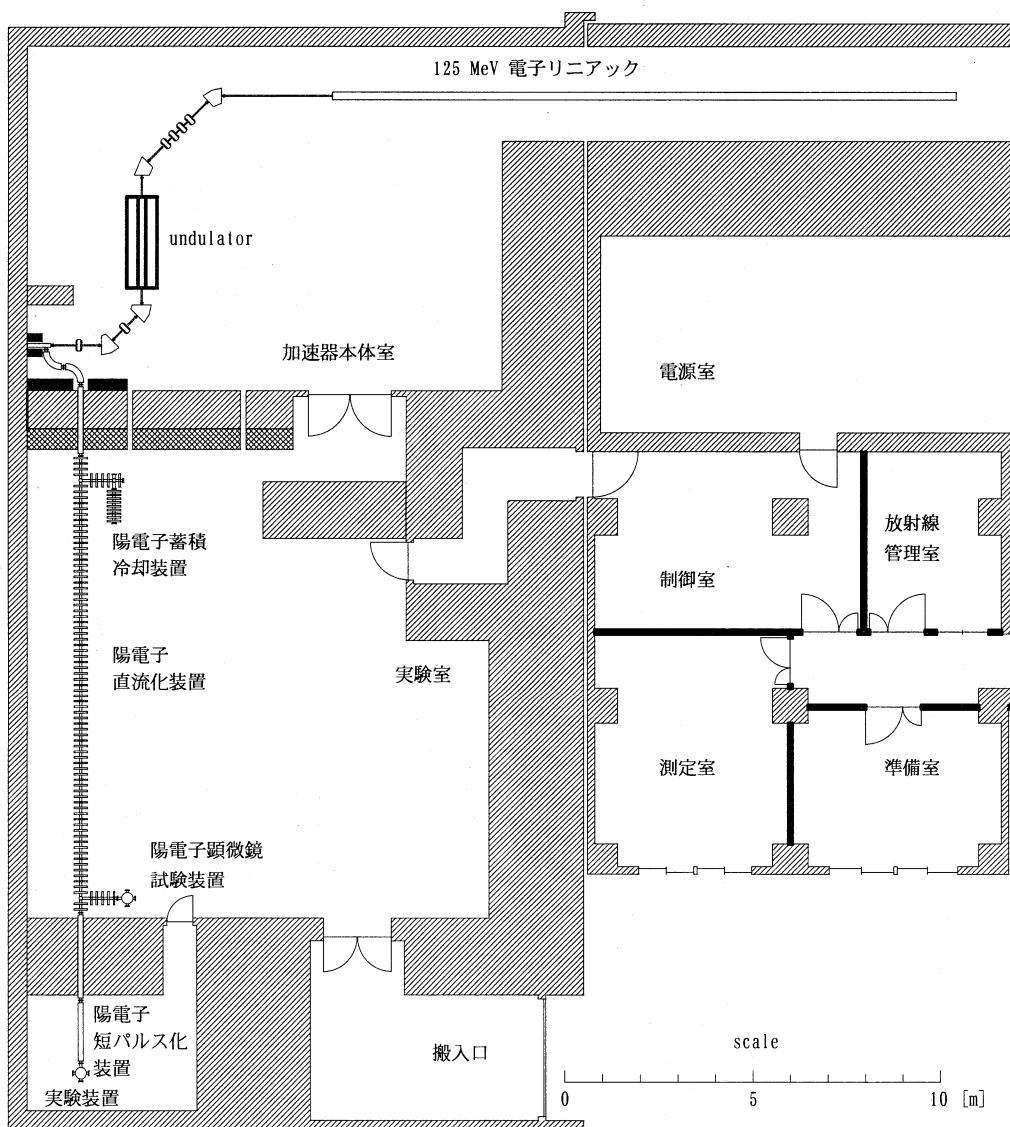 125 MeV 電子リニアック
undulator
加速器本体室
電源室
陽電子蓄積
冷却装置
放射線
管理室
制御室
陽電子
直流化装置
実験室
測定室
準備室
陽電子顕微鏡
試験装置
陽電子
短パルス化
装置
実験装置
搬入口
scale
0 5 10 [m]